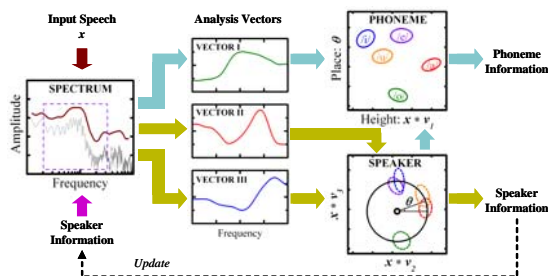 Input Speech
x
Analysis Vectors
SPECTRUM
Amplitude
Frequency
VECTOR I
VECTOR II
VECTOR III
PHONEME
Place: θ
Height: x * v1
SPEAKER
θ
x * v3
x * v2
Phoneme
Information
Speaker
Information
Speaker
Information
Update